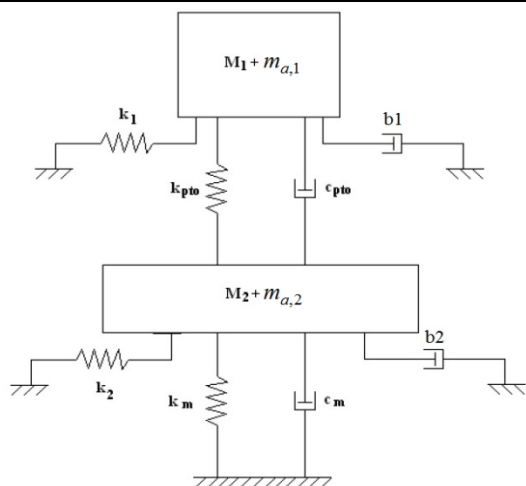 M1 + ma,1
k1
b1
kpto
cpto
M2 + ma,2
b2
k2
km
cm